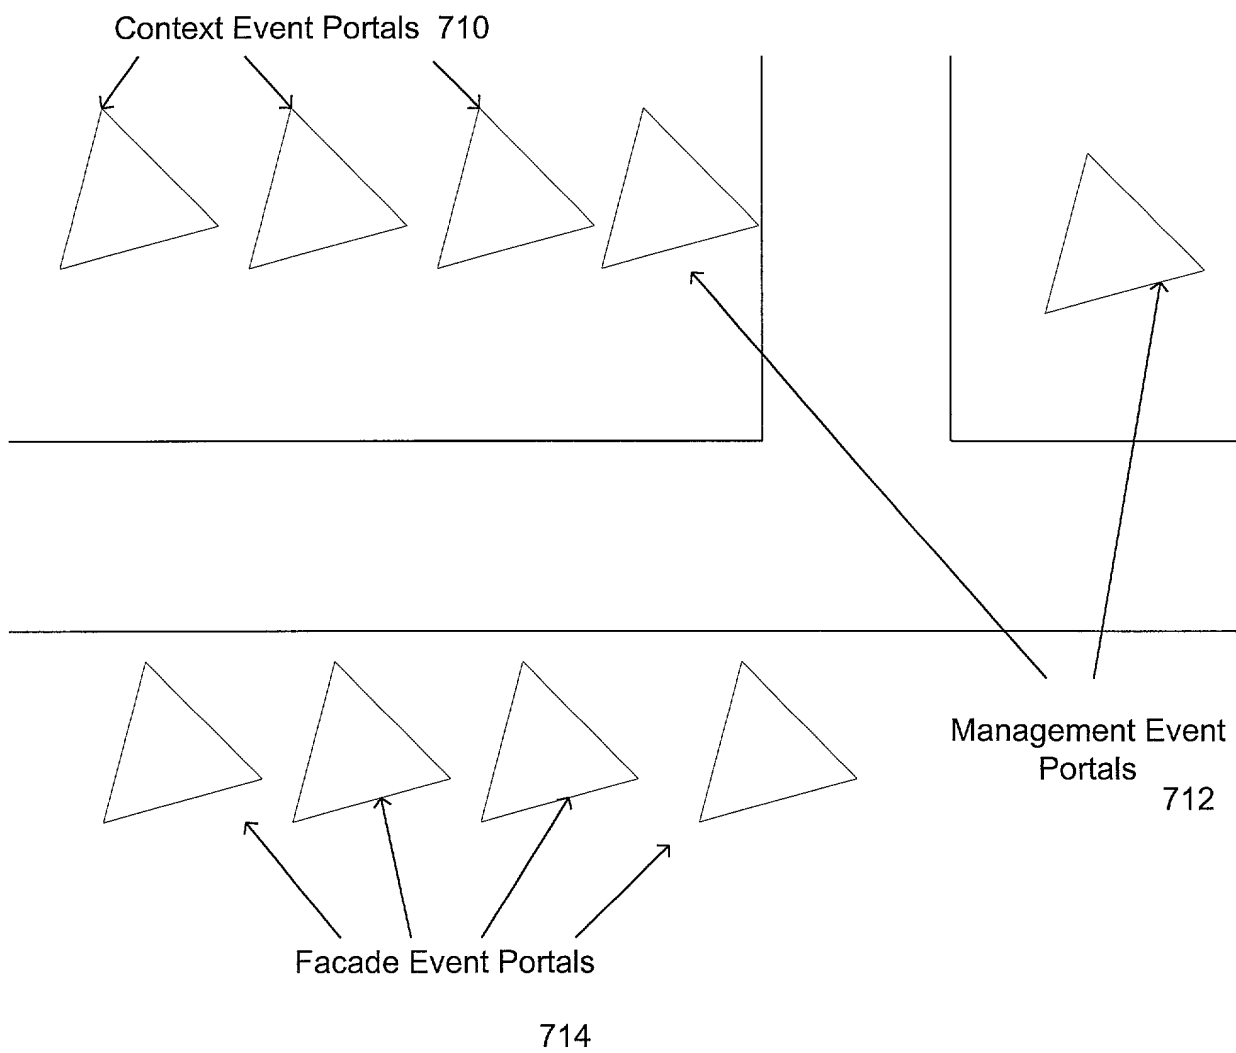 Context Event Portals 710
Management Event
Portals
712
Facade Event Portals
714